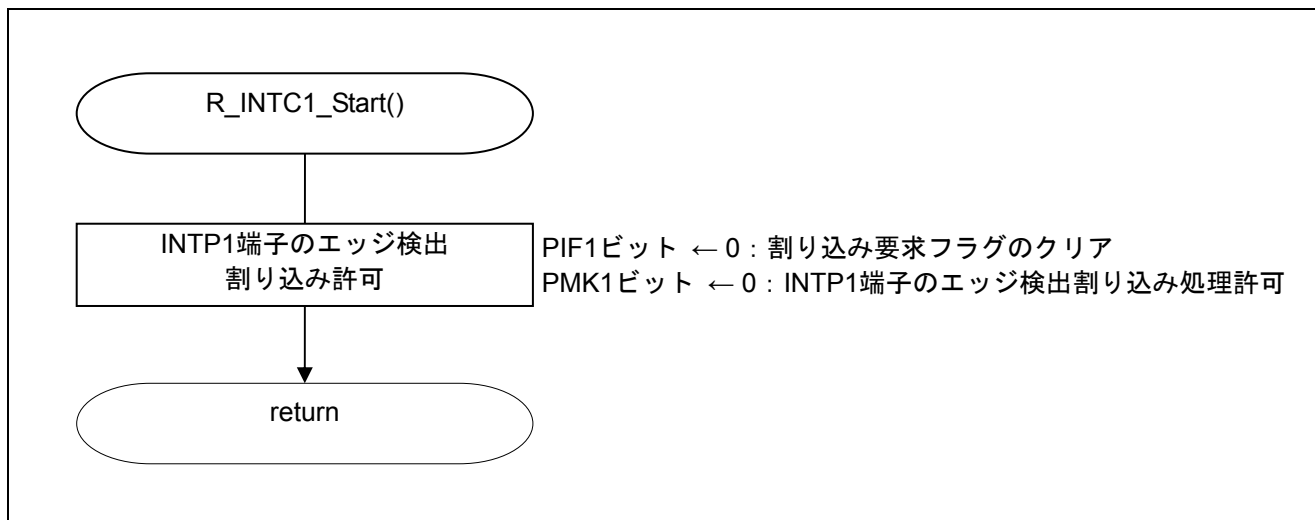 R_INTC1_Start()
INTP1端子のエッジ検出
割り込み許可
PIF1ビット ← 0：割り込み要求フラグのクリア
PMK1ビット ← 0：INTP1端子のエッジ検出割り込み処理許可
return